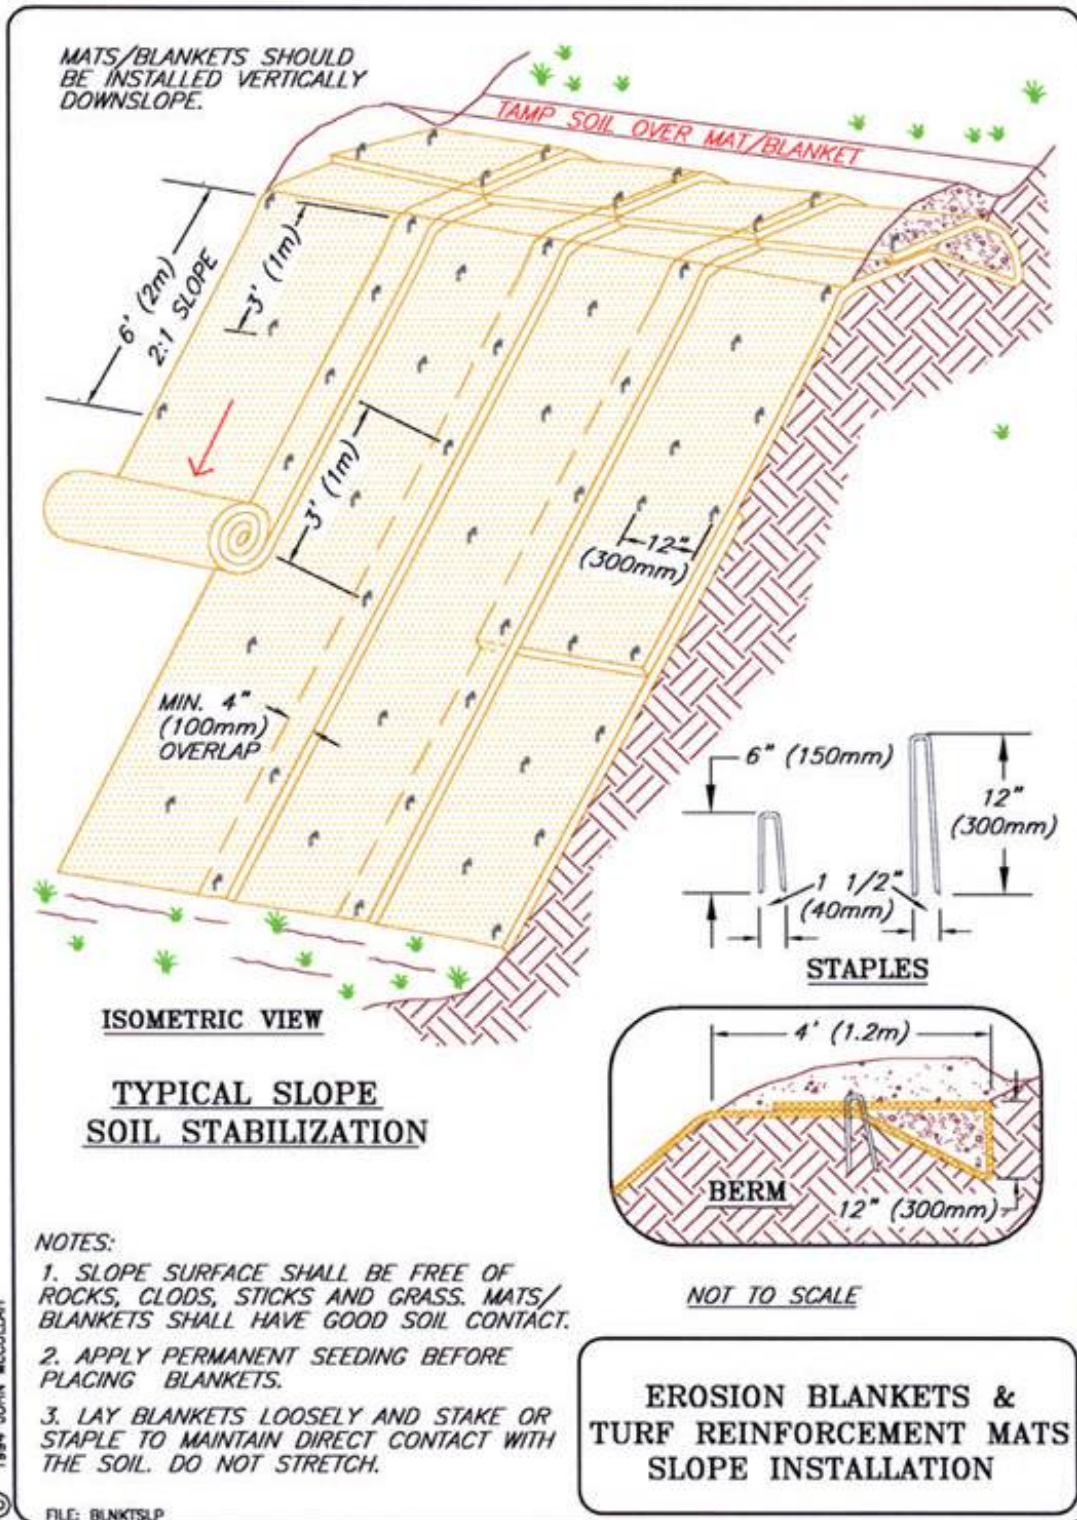 MATS/BLANKETS SHOULD
BE INSTALLED VERTICALLY
DOWNSLOPE.
TAMP SOIL OVER MAT/BLANKET
6' (2m)
2:1 SLOPE
3' (1m)
3' (1m)
12"
(300mm)
MIN. 4"
(100mm)
OVERLAP
6" (150mm)
12"
(300mm)
1 1/2"
(40mm)
STAPLES
ISOMETRIC VIEW
TYPICAL SLOPE
SOIL STABILIZATION
4' (1.2m)
BERM
12" (300mm)
NOT TO SCALE
NOTES:
1. SLOPE SURFACE SHALL BE FREE OF
ROCKS, CLODS, STICKS AND GRASS. MATS/
BLANKETS SHALL HAVE GOOD SOIL CONTACT.
2. APPLY PERMANENT SEEDING BEFORE
PLACING BLANKETS.
3. LAY BLANKETS LOOSELY AND STAKE OR
STAPLE TO MAINTAIN DIRECT CONTACT WITH
THE SOIL. DO NOT STRETCH.
EROSION BLANKETS &
TURF REINFORCEMENT MATS
SLOPE INSTALLATION
FILE: BLNKTSLP
© 1994 JOHN